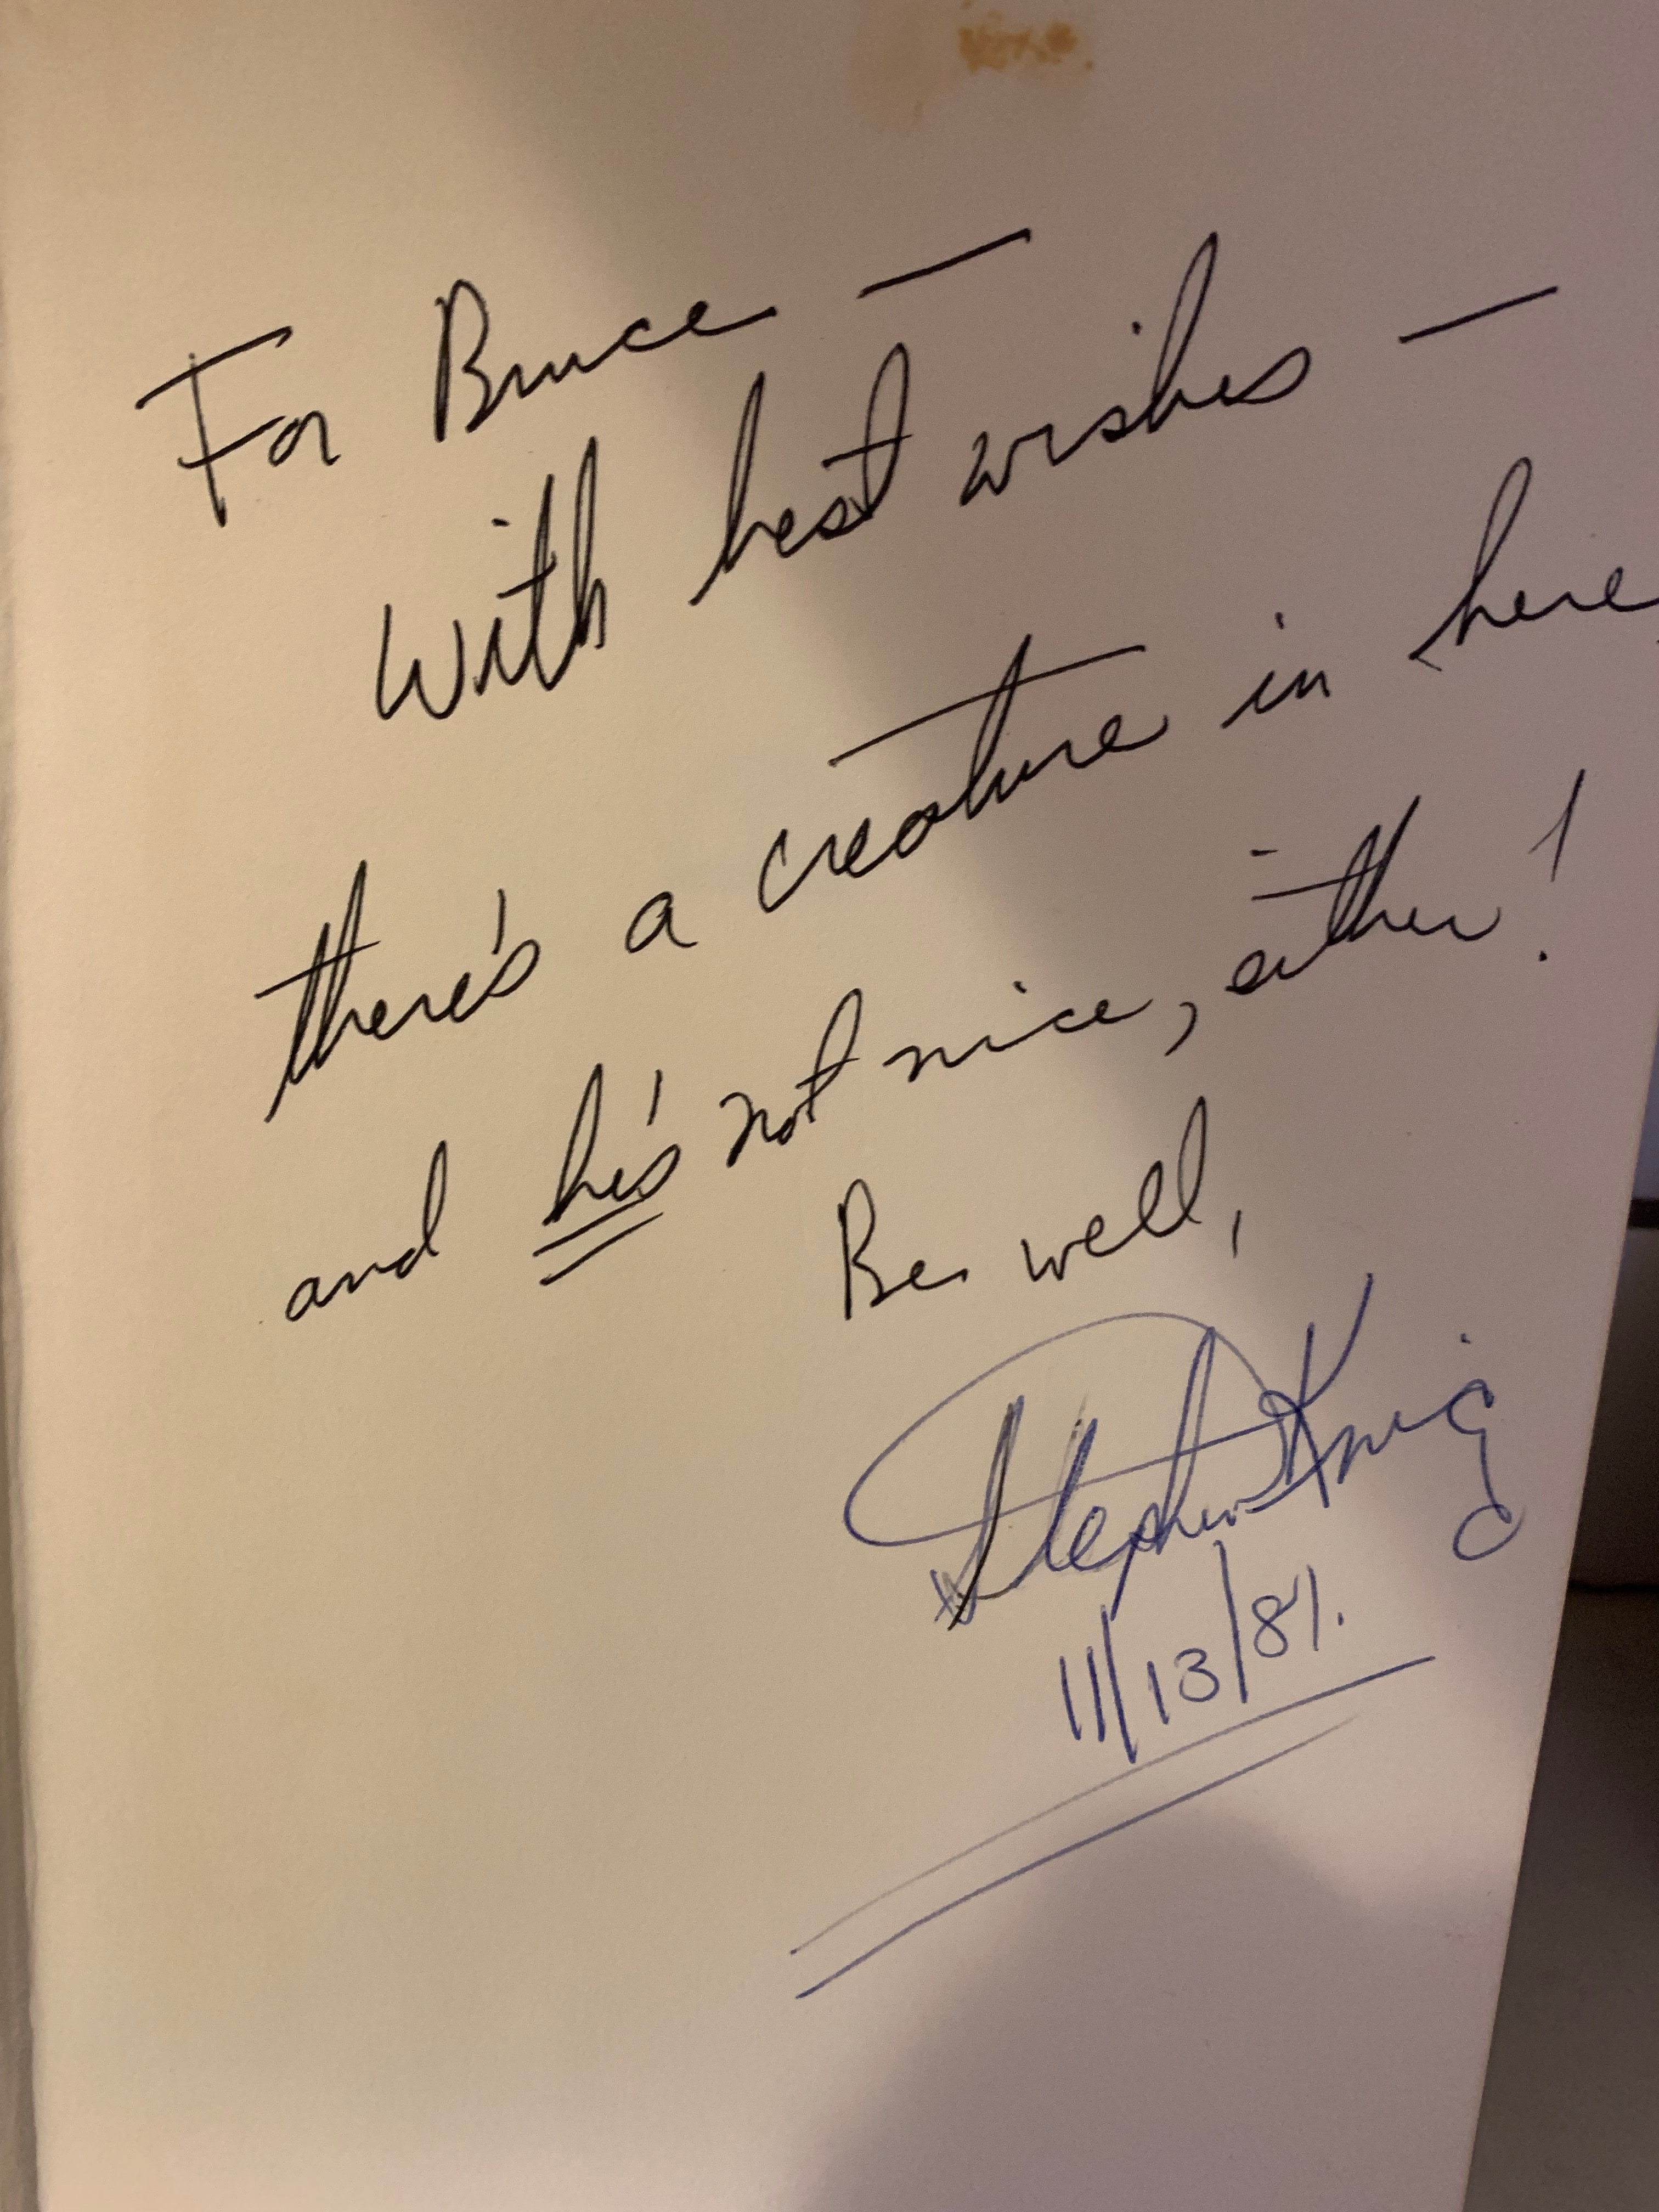 For Bruce —
With best wishes —
there's a creature in here,
and he's not nice, either!
Be well,
Stephen King
11/13/81.